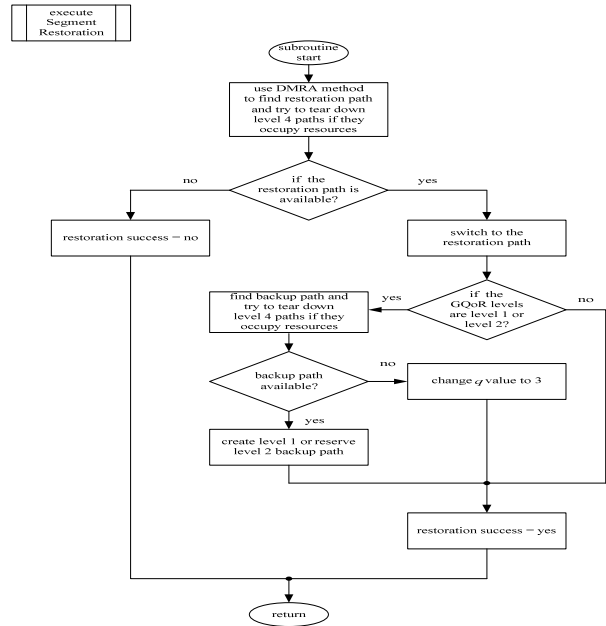 execute
Segment
Restoration
subroutine
start
use DMRA method
to find restoration path
and try to tear down
level 4 paths if they
occupy resources
no
if the
restoration path is
available?
yes
restoration success = no
switch to the
restoration path
find backup path and
try to tear down
level 4 paths if they
occupy resources
yes
if the
GQoR levels
are level 1 or
level 2?
no
backup path
available?
no
change q value to 3
yes
create level 1 or reserve
level 2 backup path
restoration success = yes
return